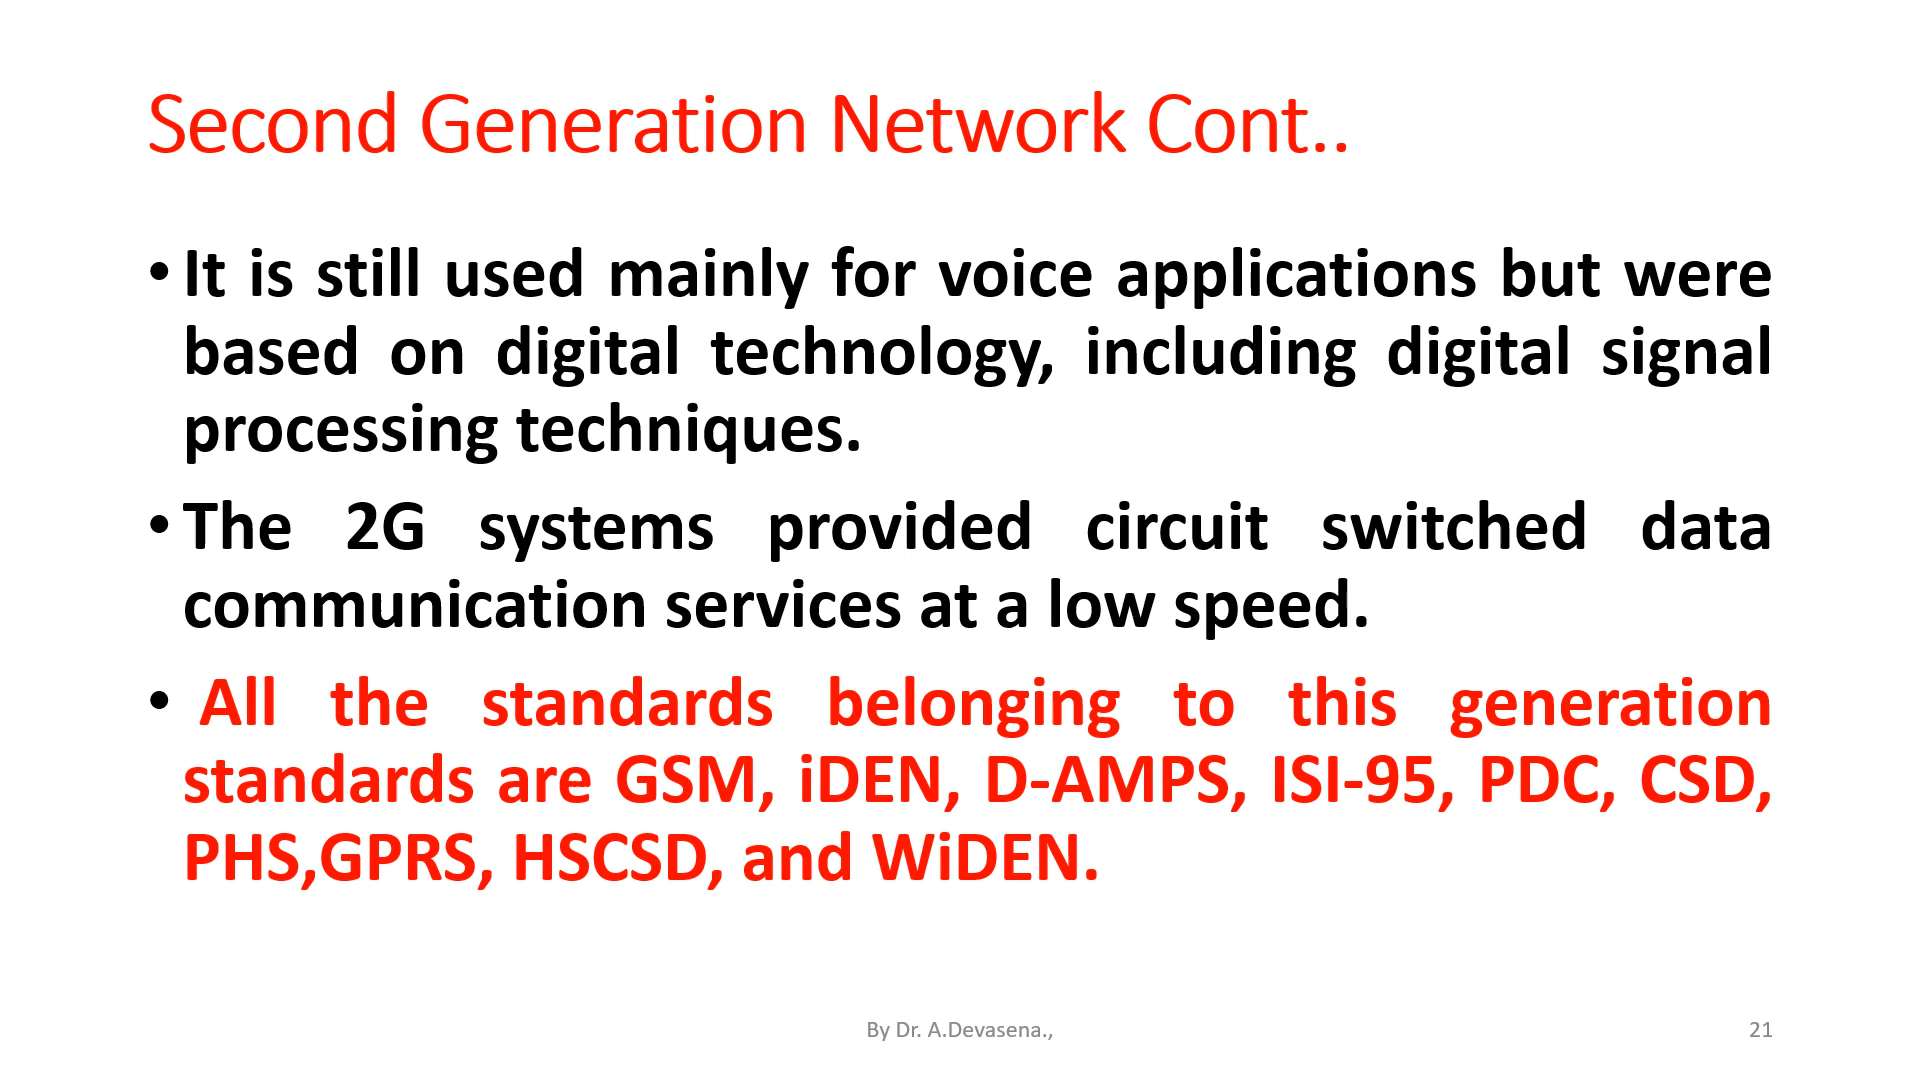 Second Generation Network Cont..
• It is still used mainly for voice applications but were
based on digital technology, including digital signal
processing techniques.
• The 2G systems provided circuit switched data
communication services at a low speed.
• All the standards belonging to this generation
standards are GSM, iDEN, D-AMPS, ISI-95, PDC, CSD,
PHS,GPRS, HSCSD, and WiDEN.
By Dr. A.Devasena.,
21